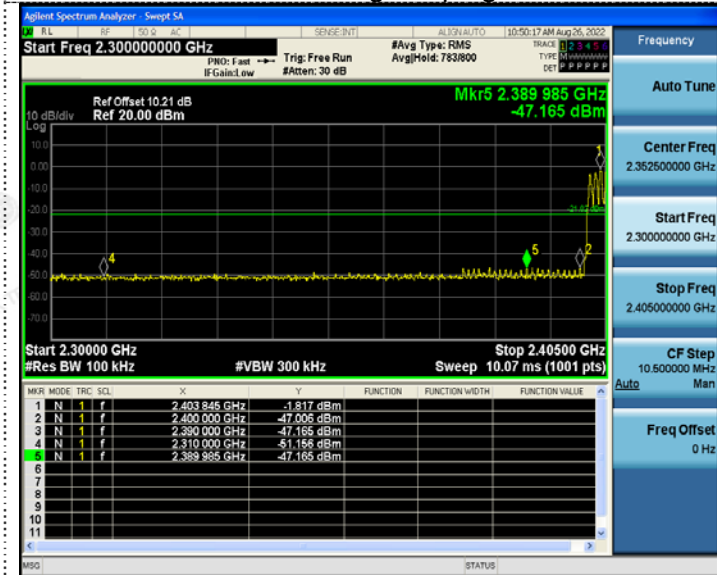 Agilent Spectrum Analyzer - Swept SA
RL RF 50 Ω AC SENSE:INT ALIGNAUTO 10:50:17 AM Aug 26, 2022
Start Freq 2.300000000 GHz
PNO: Fast
IFGain:Low
Trig: Free Run
#Atten: 30 dB
#Avg Type: RMS
Avg|Hold: 783/800
TRACE 1 2 3 4 5 6
TYPE M
DET P P P P P P
Ref Offset 10.21 dB
Ref 20.00 dBm
10 dB/div
Log
Mkr5 2.389 985 GHz
-47.165 dBm
10.0
0.00
-10.0
-20.0
-30.0
-40.0
-50.0
-60.0
-70.0
1
2
4
5
Start 2.30000 GHz
#Res BW 100 kHz
#VBW 300 kHz
Stop 2.40500 GHz
Sweep 10.07 ms (1001 pts)
MKR MODE TRC SCL X Y FUNCTION FUNCTION WIDTH FUNCTION VALUE
1 N 1 f 2.403 845 GHz -1.817 dBm
2 N 1 f 2.400 000 GHz -47.006 dBm
3 N 1 f 2.390 000 GHz -47.165 dBm
4 N 1 f 2.310 000 GHz -51.156 dBm
5 N 1 f 2.389 985 GHz -47.165 dBm
6
7
8
9
10
11
MSG STATUS
Frequency
Auto Tune
Center Freq
2.352500000 GHz
Start Freq
2.300000000 GHz
Stop Freq
2.405000000 GHz
CF Step
10.500000 MHz
Auto Man
Freq Offset
0 Hz